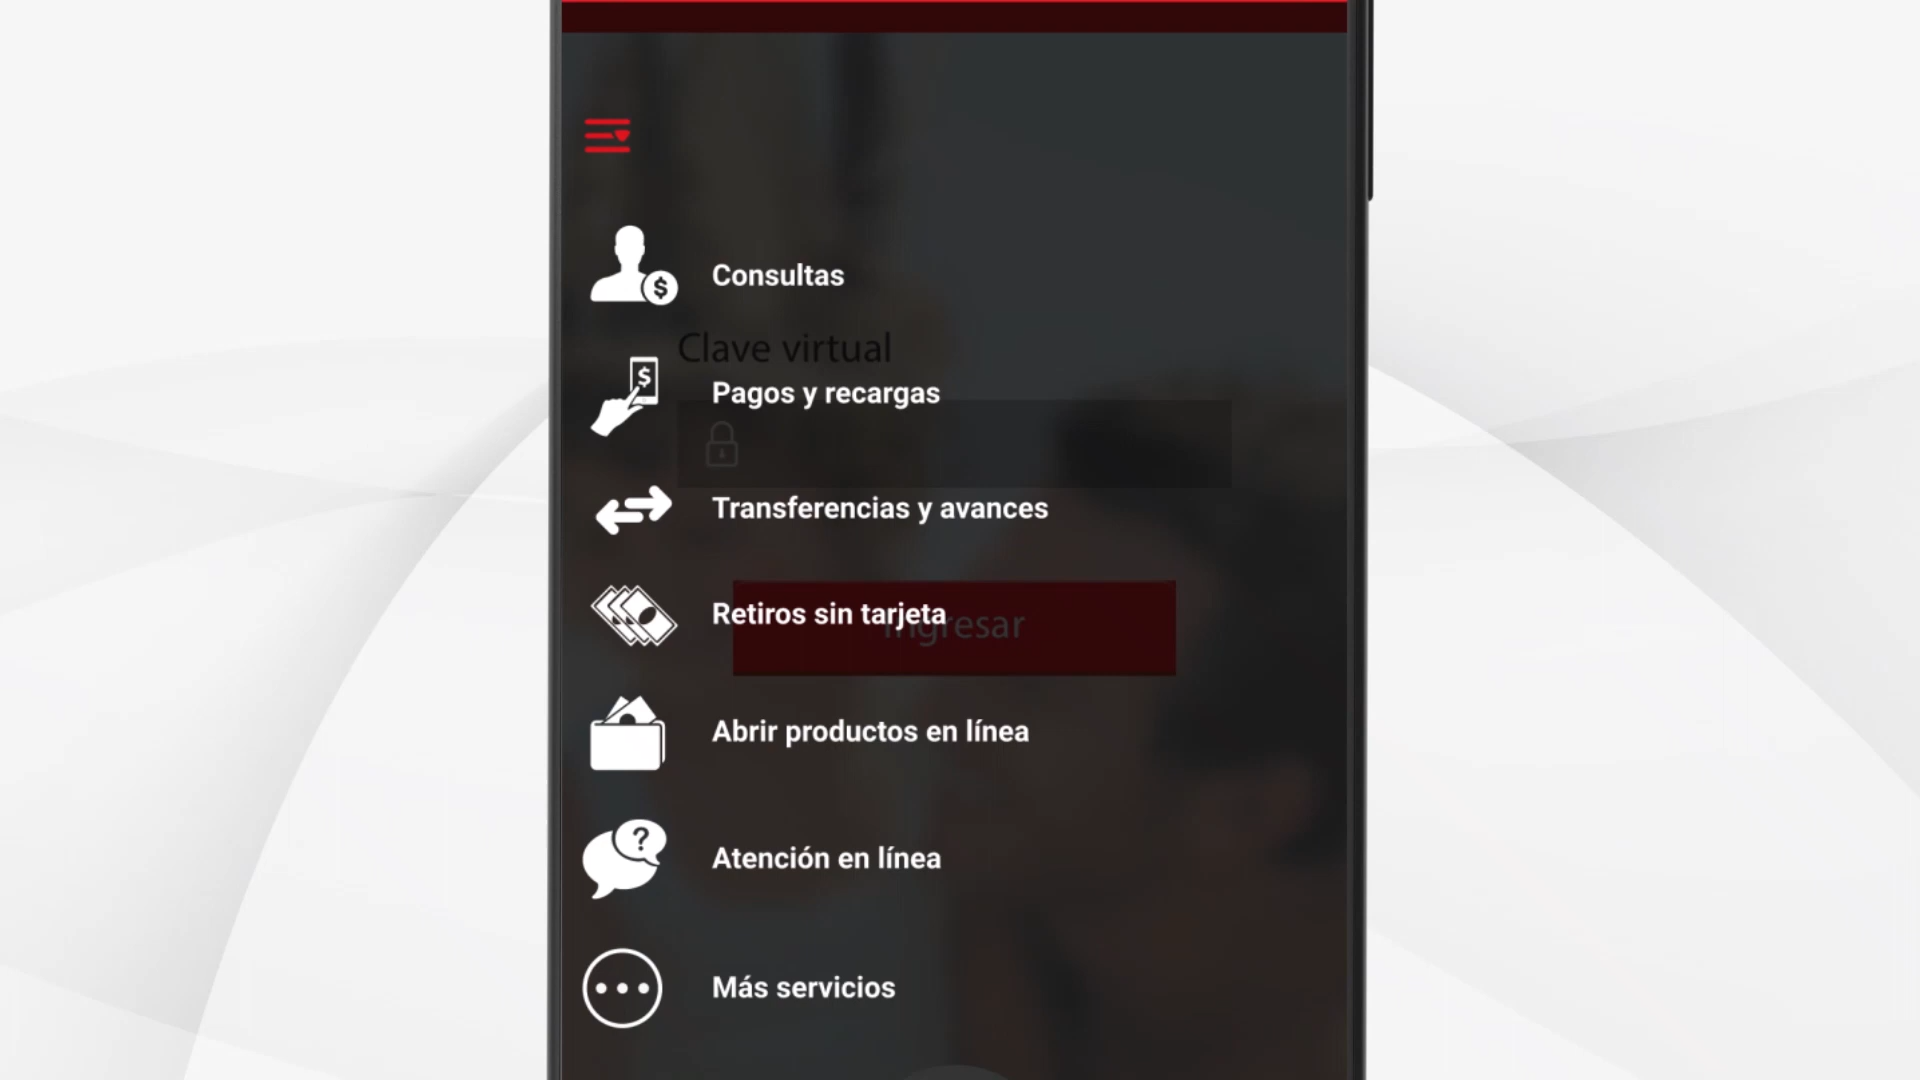 Consultas
Clave virtual
Pagos y recargas
Transferencias y avances
Retiros sin tarjeta
Ingresar
Abrir productos en línea
Atención en línea
Más servicios